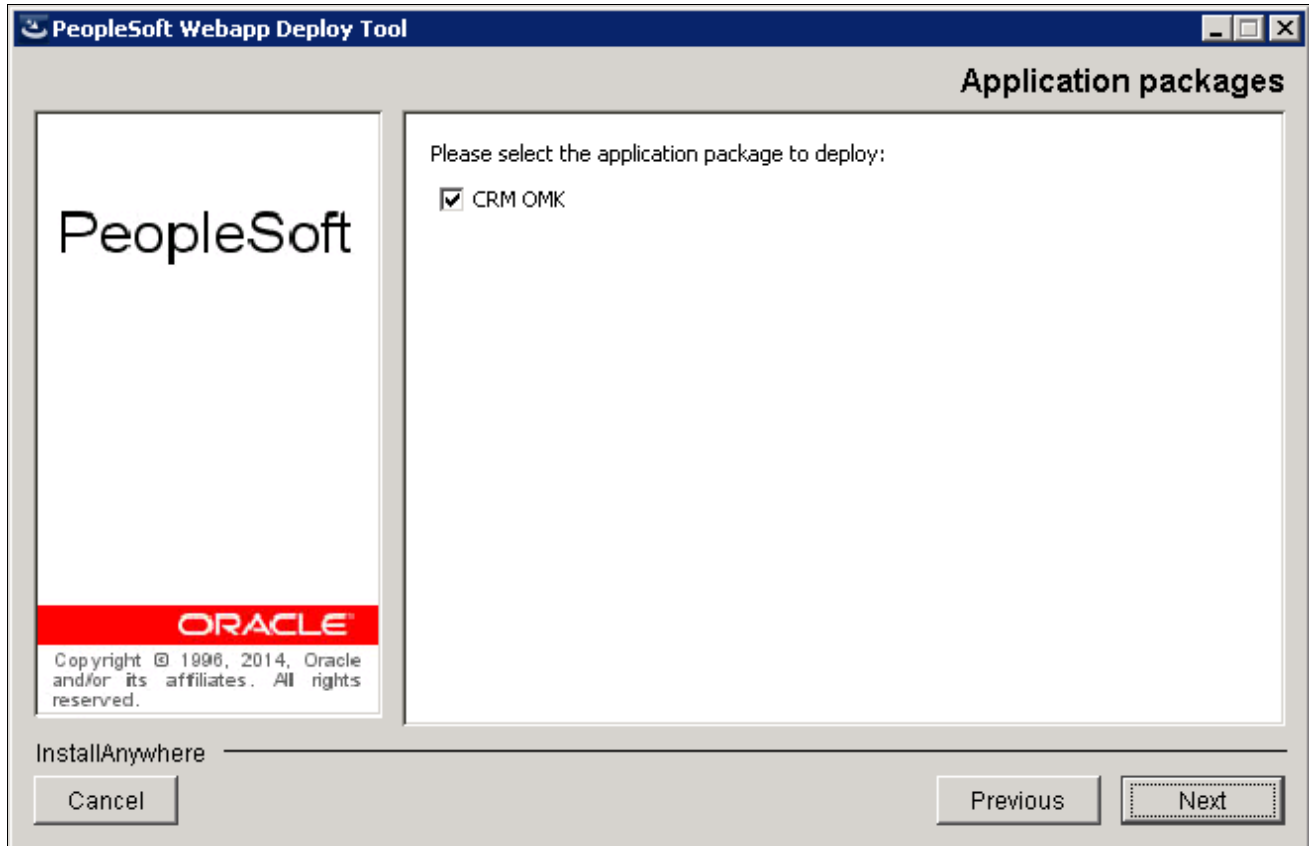 PeopleSoft Webapp Deploy Tool
Application packages
Please select the application package to deploy:
CRM OMK
PeopleSoft
ORACLE
Copyright © 1996, 2014, Oracle
and/or its affiliates. All rights
reserved.
InstallAnywhere
Cancel
Previous
Next